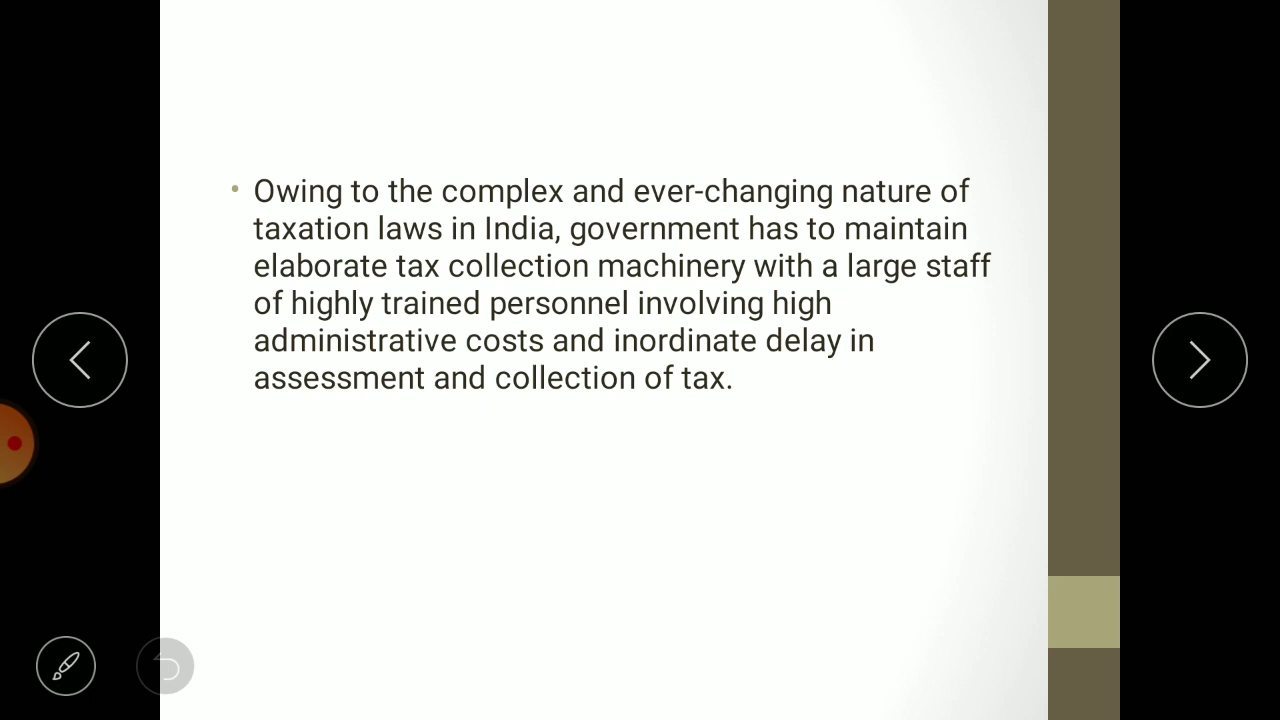 • Owing to the complex and ever-changing nature of
taxation laws in India, government has to maintain
elaborate tax collection machinery with a large staff
of highly trained personnel involving high
administrative costs and inordinate delay in
assessment and collection of tax.